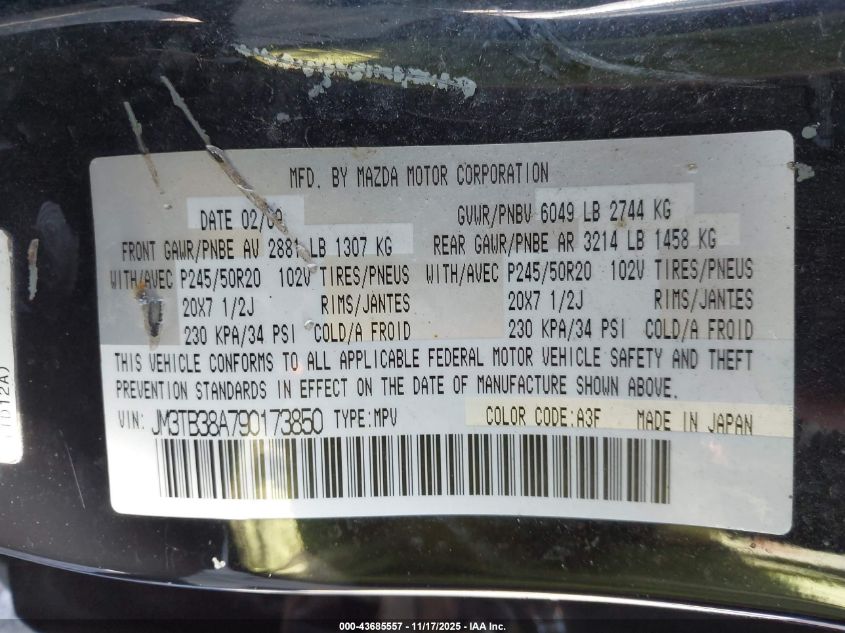 MFD. BY MAZDA MOTOR CORPORATION
DATE 02/09 GVWR/PNBV 6049 LB 2744 KG
FRONT GAWR/PNBE AV 2881 LB 1307 KG REAR GAWR/PNBE AR 3214 LB 1458 KG
WITH/AVEC P245/50R20 102V TIRES/PNEUS WITH/AVEC P245/50R20 102V TIRES/PNEUS
20X7 1/2J RIMS/JANTES 20X7 1/2J RIMS/JANTES
230 KPA/34 PSI COLD/A FROID 230 KPA/34 PSI COLD/A FROID
THIS VEHICLE CONFORMS TO ALL APPLICABLE FEDERAL MOTOR VEHICLE SAFETY AND THEFT
PREVENTION STANDARDS IN EFFECT ON THE DATE OF MANUFACTURE SHOWN ABOVE.
VIN: JM3TB38A790173850 TYPE:MPV COLOR CODE:A3F MADE IN JAPAN
000-43685557 - 11/17/2025 - IAA Inc.